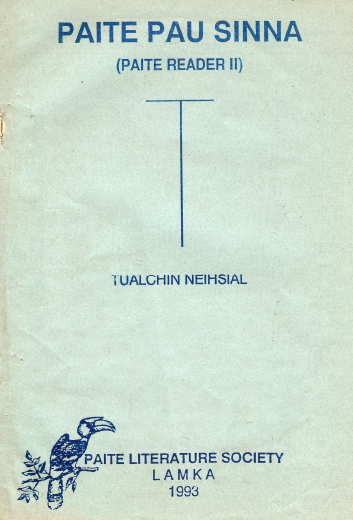 PAITE PAU SINNA
(PAITE READER II)
TUALCHIN NEIHSIAL
PAITE LITERATURE SOCIETY
LAMKA
1993